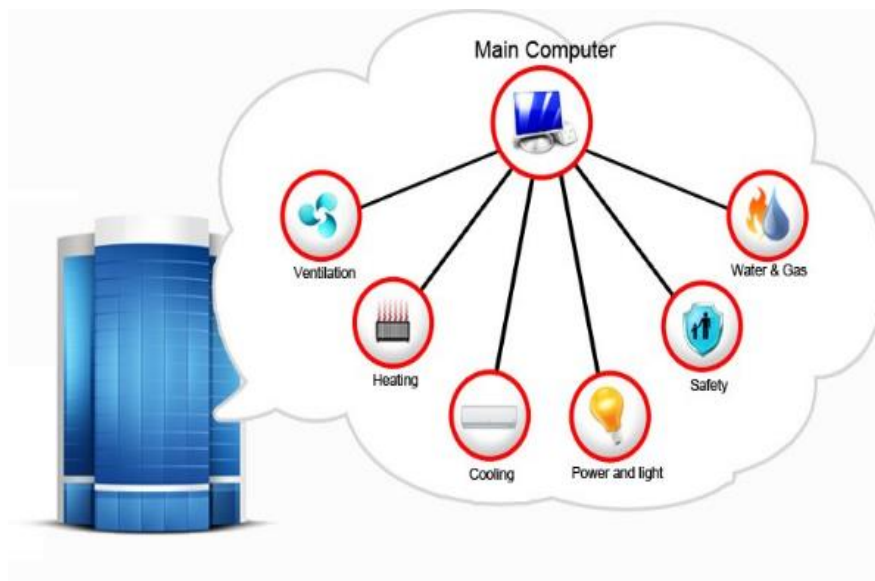 Main Computer
Ventilation
Water & Gas
Heating
Safety
Cooling
Power and light